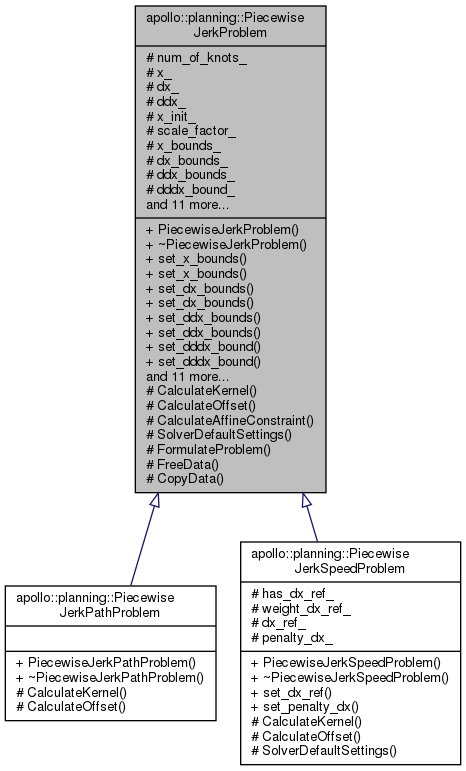 apollo::planning::Piecewise
JerkProblem
# num_of_knots_
# x_
# dx_
# ddx_
# x_init_
# scale_factor_
# x_bounds_
# dx_bounds_
# ddx_bounds_
# dddx_bound_
and 11 more...
+ PiecewiseJerkProblem()
+ ~PiecewiseJerkProblem()
+ set_x_bounds()
+ set_x_bounds()
+ set_dx_bounds()
+ set_dx_bounds()
+ set_ddx_bounds()
+ set_ddx_bounds()
+ set_dddx_bound()
+ set_dddx_bound()
and 11 more...
# CalculateKernel()
# CalculateOffset()
# CalculateAffineConstraint()
# SolverDefaultSettings()
# FormulateProblem()
# FreeData()
# CopyData()
apollo::planning::Piecewise
JerkPathProblem
+ PiecewiseJerkPathProblem()
+ ~PiecewiseJerkPathProblem()
# CalculateKernel()
# CalculateOffset()
apollo::planning::Piecewise
JerkSpeedProblem
# has_dx_ref_
# weight_dx_ref_
# dx_ref_
# penalty_dx_
+ PiecewiseJerkSpeedProblem()
+ ~PiecewiseJerkSpeedProblem()
+ set_dx_ref()
+ set_penalty_dx()
# CalculateKernel()
# CalculateOffset()
# SolverDefaultSettings()